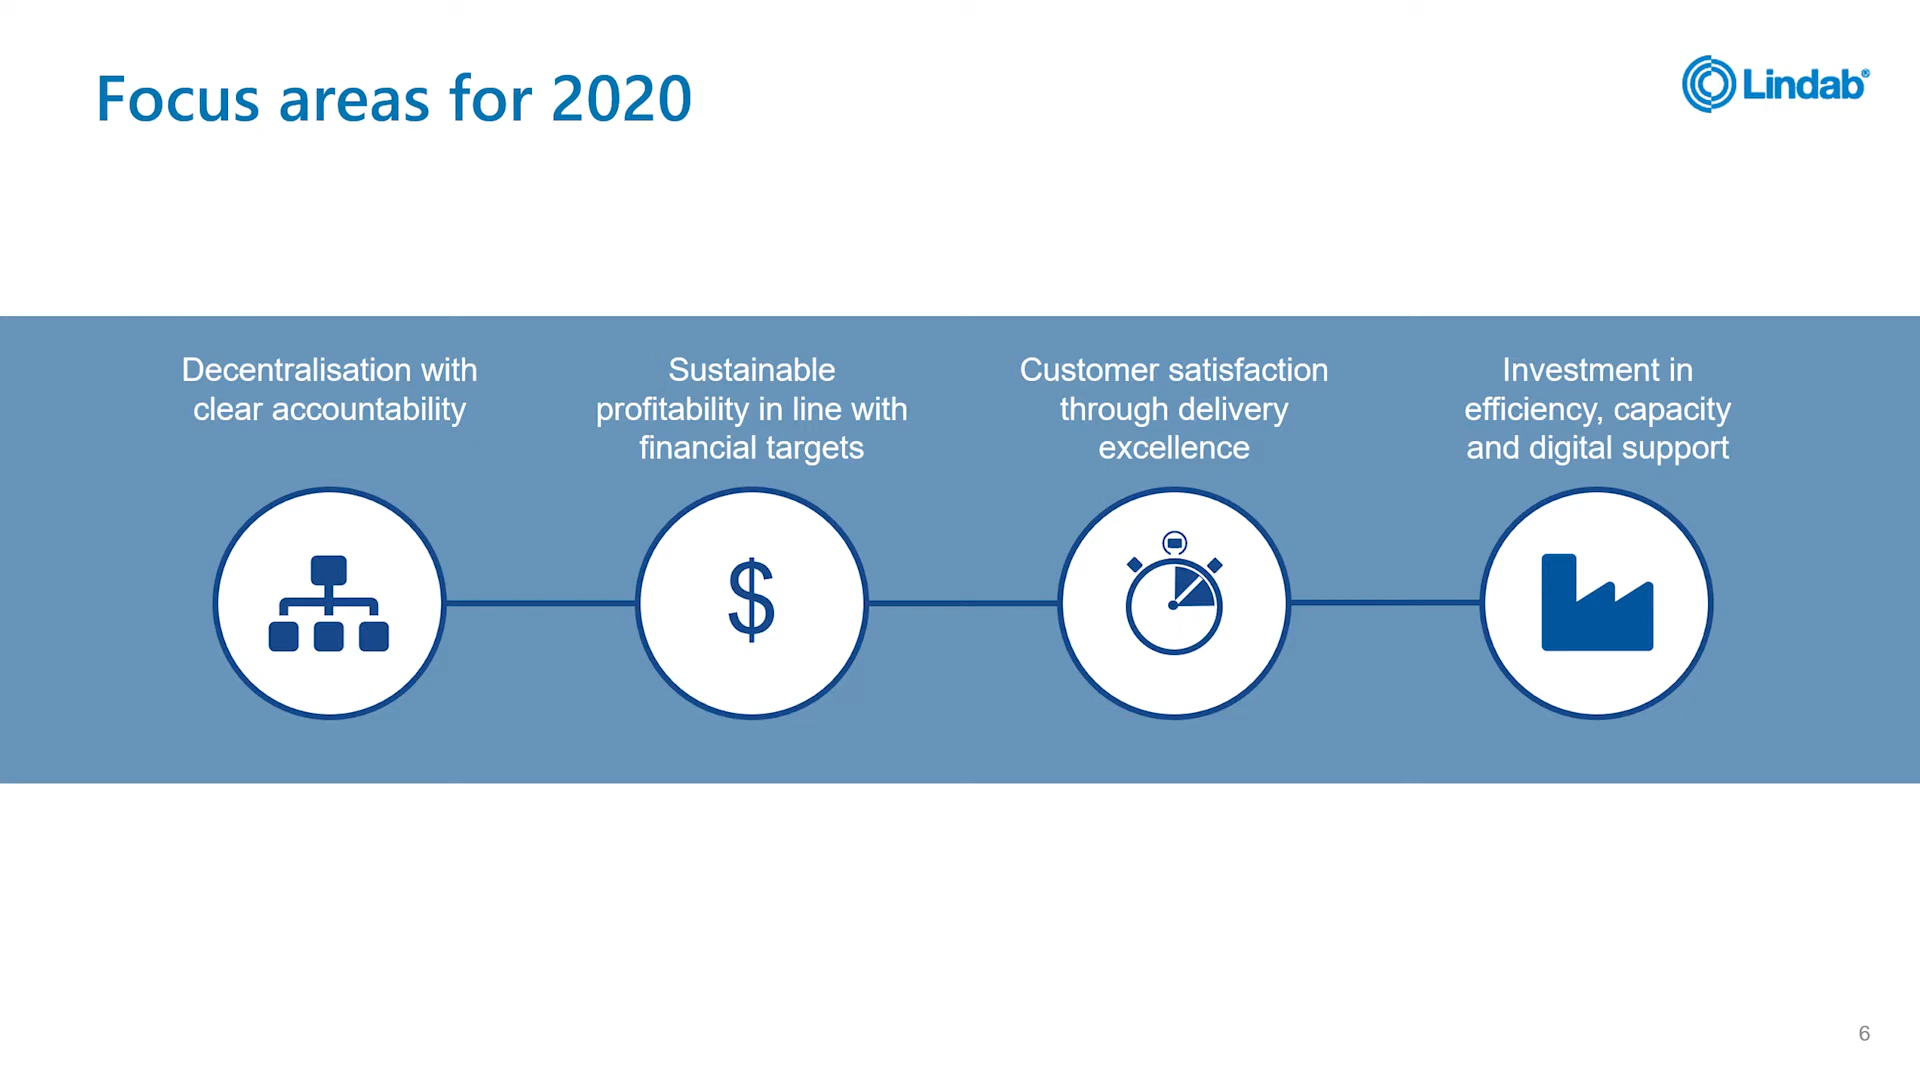 Focus areas for 2020
Lindab®
Decentralisation with
clear accountability
Sustainable
profitability in line with
financial targets
Customer satisfaction
through delivery
excellence
Investment in
efficiency, capacity
and digital support
$
6